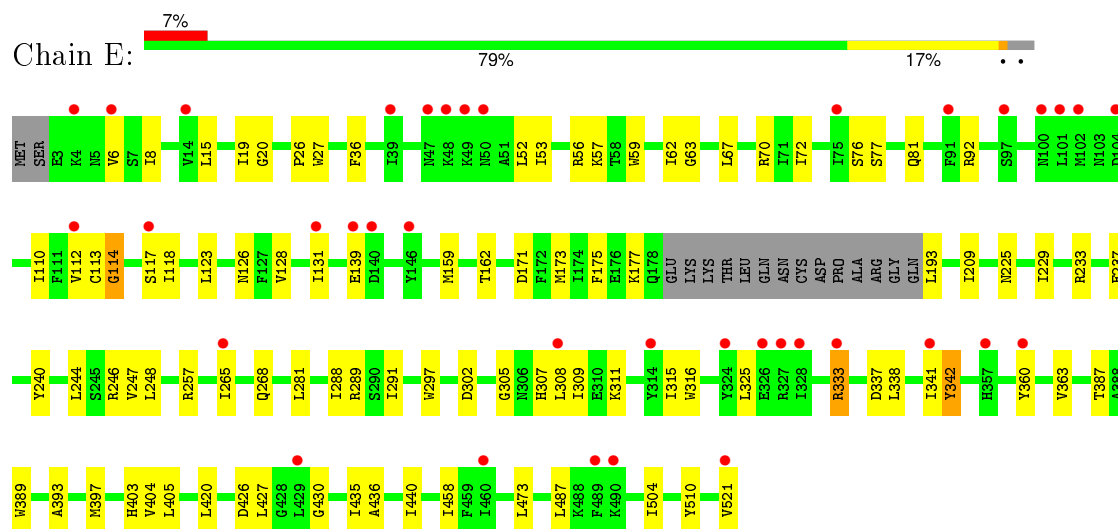 7%
Chain E:
79% 17% • •
MET SER E3 K4 N5 V6 S7 I8 V14 L15 I19 G20 P26 W27 F36 I39 N47 K48 K49 N50 A51 L52 I53 R56 K57 T58 W59 I62 G63 L67 R70 I71 I72 I75 S76 S77 Q81 F91 R92 S97 N100 L101 M102 N103 D104
I110 F111 V112 C113 G114 S117 I118 L123 N126 F127 V128 I131 E139 D140 Y146 M159 T162 D171 F172 M173 I174 F175 E176 K177 Q178 GLU LYS LYS THR LEU GLN ASN CYS ASP PRO ALA ARG GLY GLN L193 I209 N225 I229 R233 E237
Y240 L244 S245 R246 V247 L248 R257 I265 Q268 L281 I288 R289 S290 I291 W297 D302 G305 N306 H307 L308 I309 E310 K311 Y314 I315 W316 Y324 L325 E326 R327 I328 R333 D337 L338 I341 Y342 H357 Y360 V363 T387 A388
W389 A393 M397 H403 V404 L405 L420 D426 L427 G428 L429 G430 I435 A436 I440 I458 F459 I460 L473 L487 K488 F489 K490 I504 Y510 V521